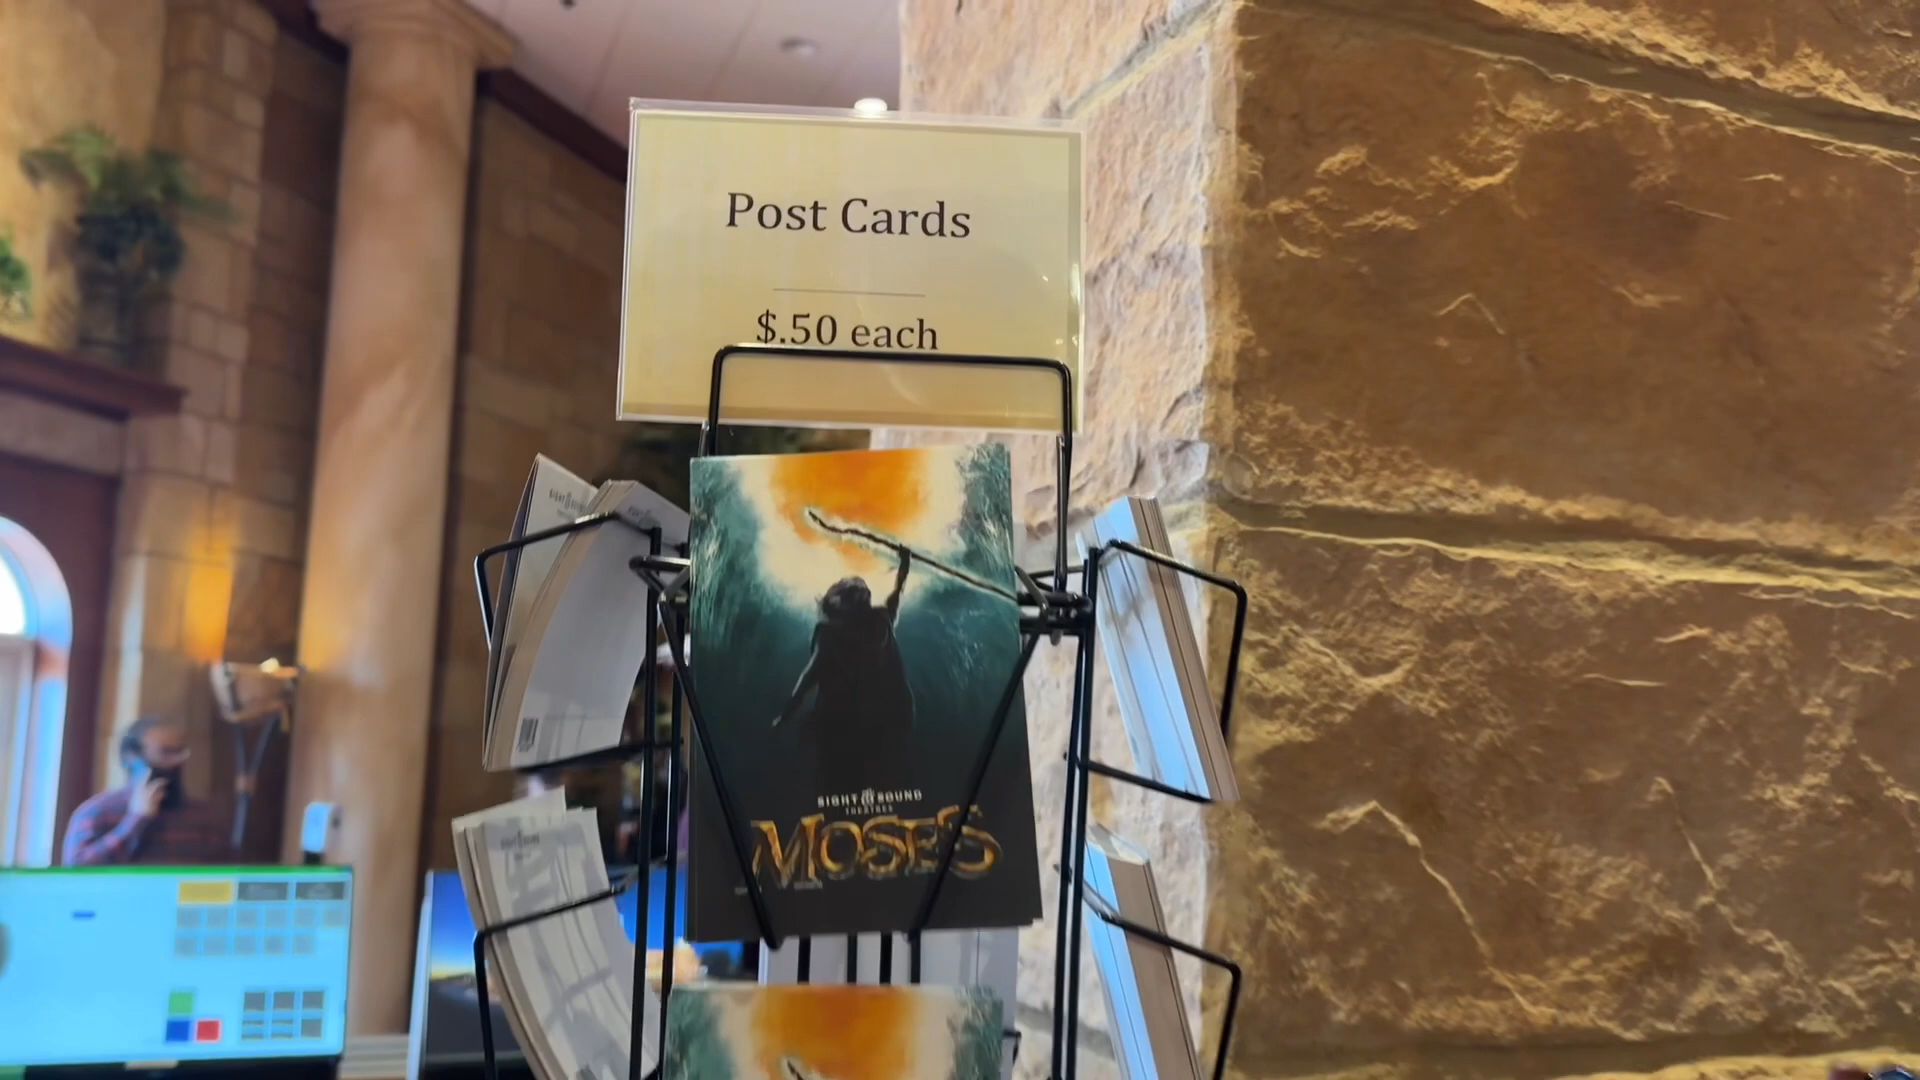 Post Cards
$.50 each
SIGHT & SOUND
THEATRES
MOSES